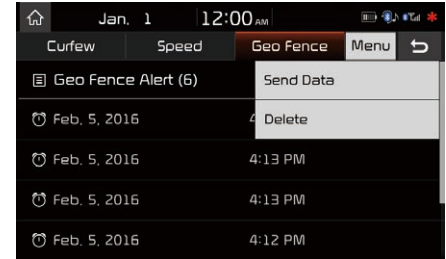 Jan. 1 12:00 AM
Curfew Speed Geo Fence Menu
Geo Fence Alert (6) Send Data
Delete
Feb. 5, 2016 4
Feb. 5, 2016 4:13 PM
Feb. 5, 2016 4:13 PM
Feb. 5, 2016 4:12 PM